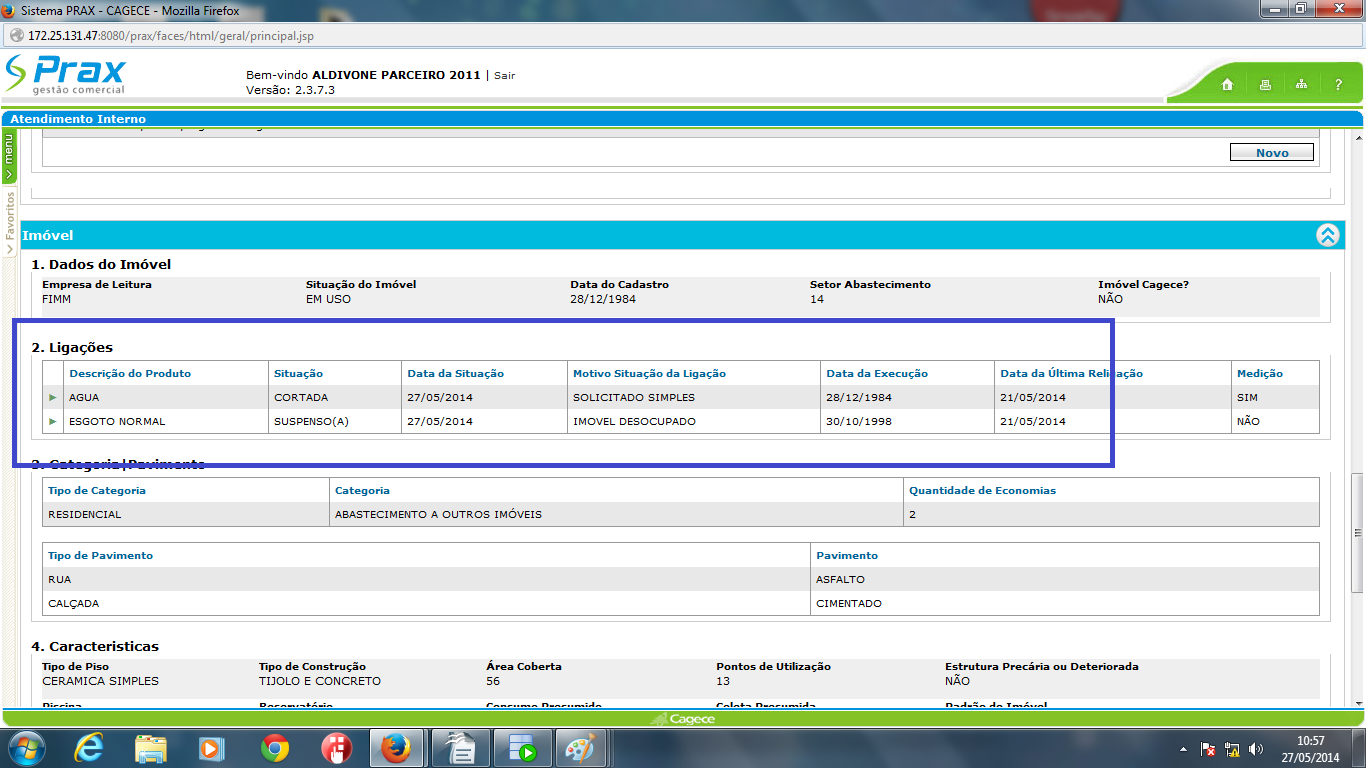 Sistema PRAX - CAGECE - Mozilla Firefox
172.25.131.47:8080/prax/faces/html/geral/principal.jsp
Prax
gestão comercial
Bem-vindo ALDIVONE PARCEIRO 2011 | Sair
Versão: 2.3.7.3
?
Atendimento Interno
menu
Favoritos
Novo
Imóvel
1. Dados do Imóvel
Empresa de Leitura Situação do Imóvel Data do Cadastro Setor Abastecimento Imóvel Cagece?
FIMM EM USO 28/12/1984 14 NÃO
2. Ligações
Descrição do Produto Situação Data da Situação Motivo Situação da Ligação Data da Execução Data da Última Religação Medição
AGUA CORTADA 27/05/2014 SOLICITADO SIMPLES 28/12/1984 21/05/2014 SIM
ESGOTO NORMAL SUSPENSO(A) 27/05/2014 IMOVEL DESOCUPADO 30/10/1998 21/05/2014 NÃO
3. Categoria|Pavimento
Tipo de Categoria Categoria Quantidade de Economias
RESIDENCIAL ABASTECIMENTO A OUTROS IMÓVEIS 2
Tipo de Pavimento Pavimento
RUA ASFALTO
CALÇADA CIMENTADO
4. Caracteristicas
Tipo de Piso Tipo de Construção Área Coberta Pontos de Utilização Estrutura Precária ou Deteriorada
CERAMICA SIMPLES TIJOLO E CONCRETO 56 13 NÃO
Piscina Reservatório Consumo Presumido Coleta Presumida Padrão do Imóvel
Cagece
10:57
27/05/2014